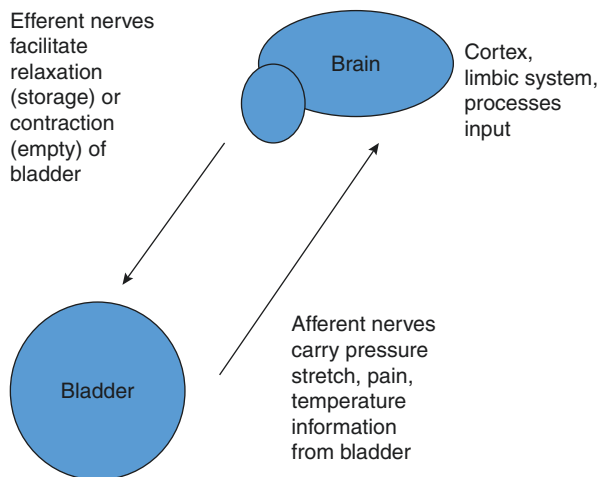 Efferent nerves
facilitate
relaxation
(storage) or
contraction
(empty) of
bladder
Brain
Cortex,
limbic system,
processes
input
Bladder
Afferent nerves
carry pressure
stretch, pain,
temperature
information
from bladder